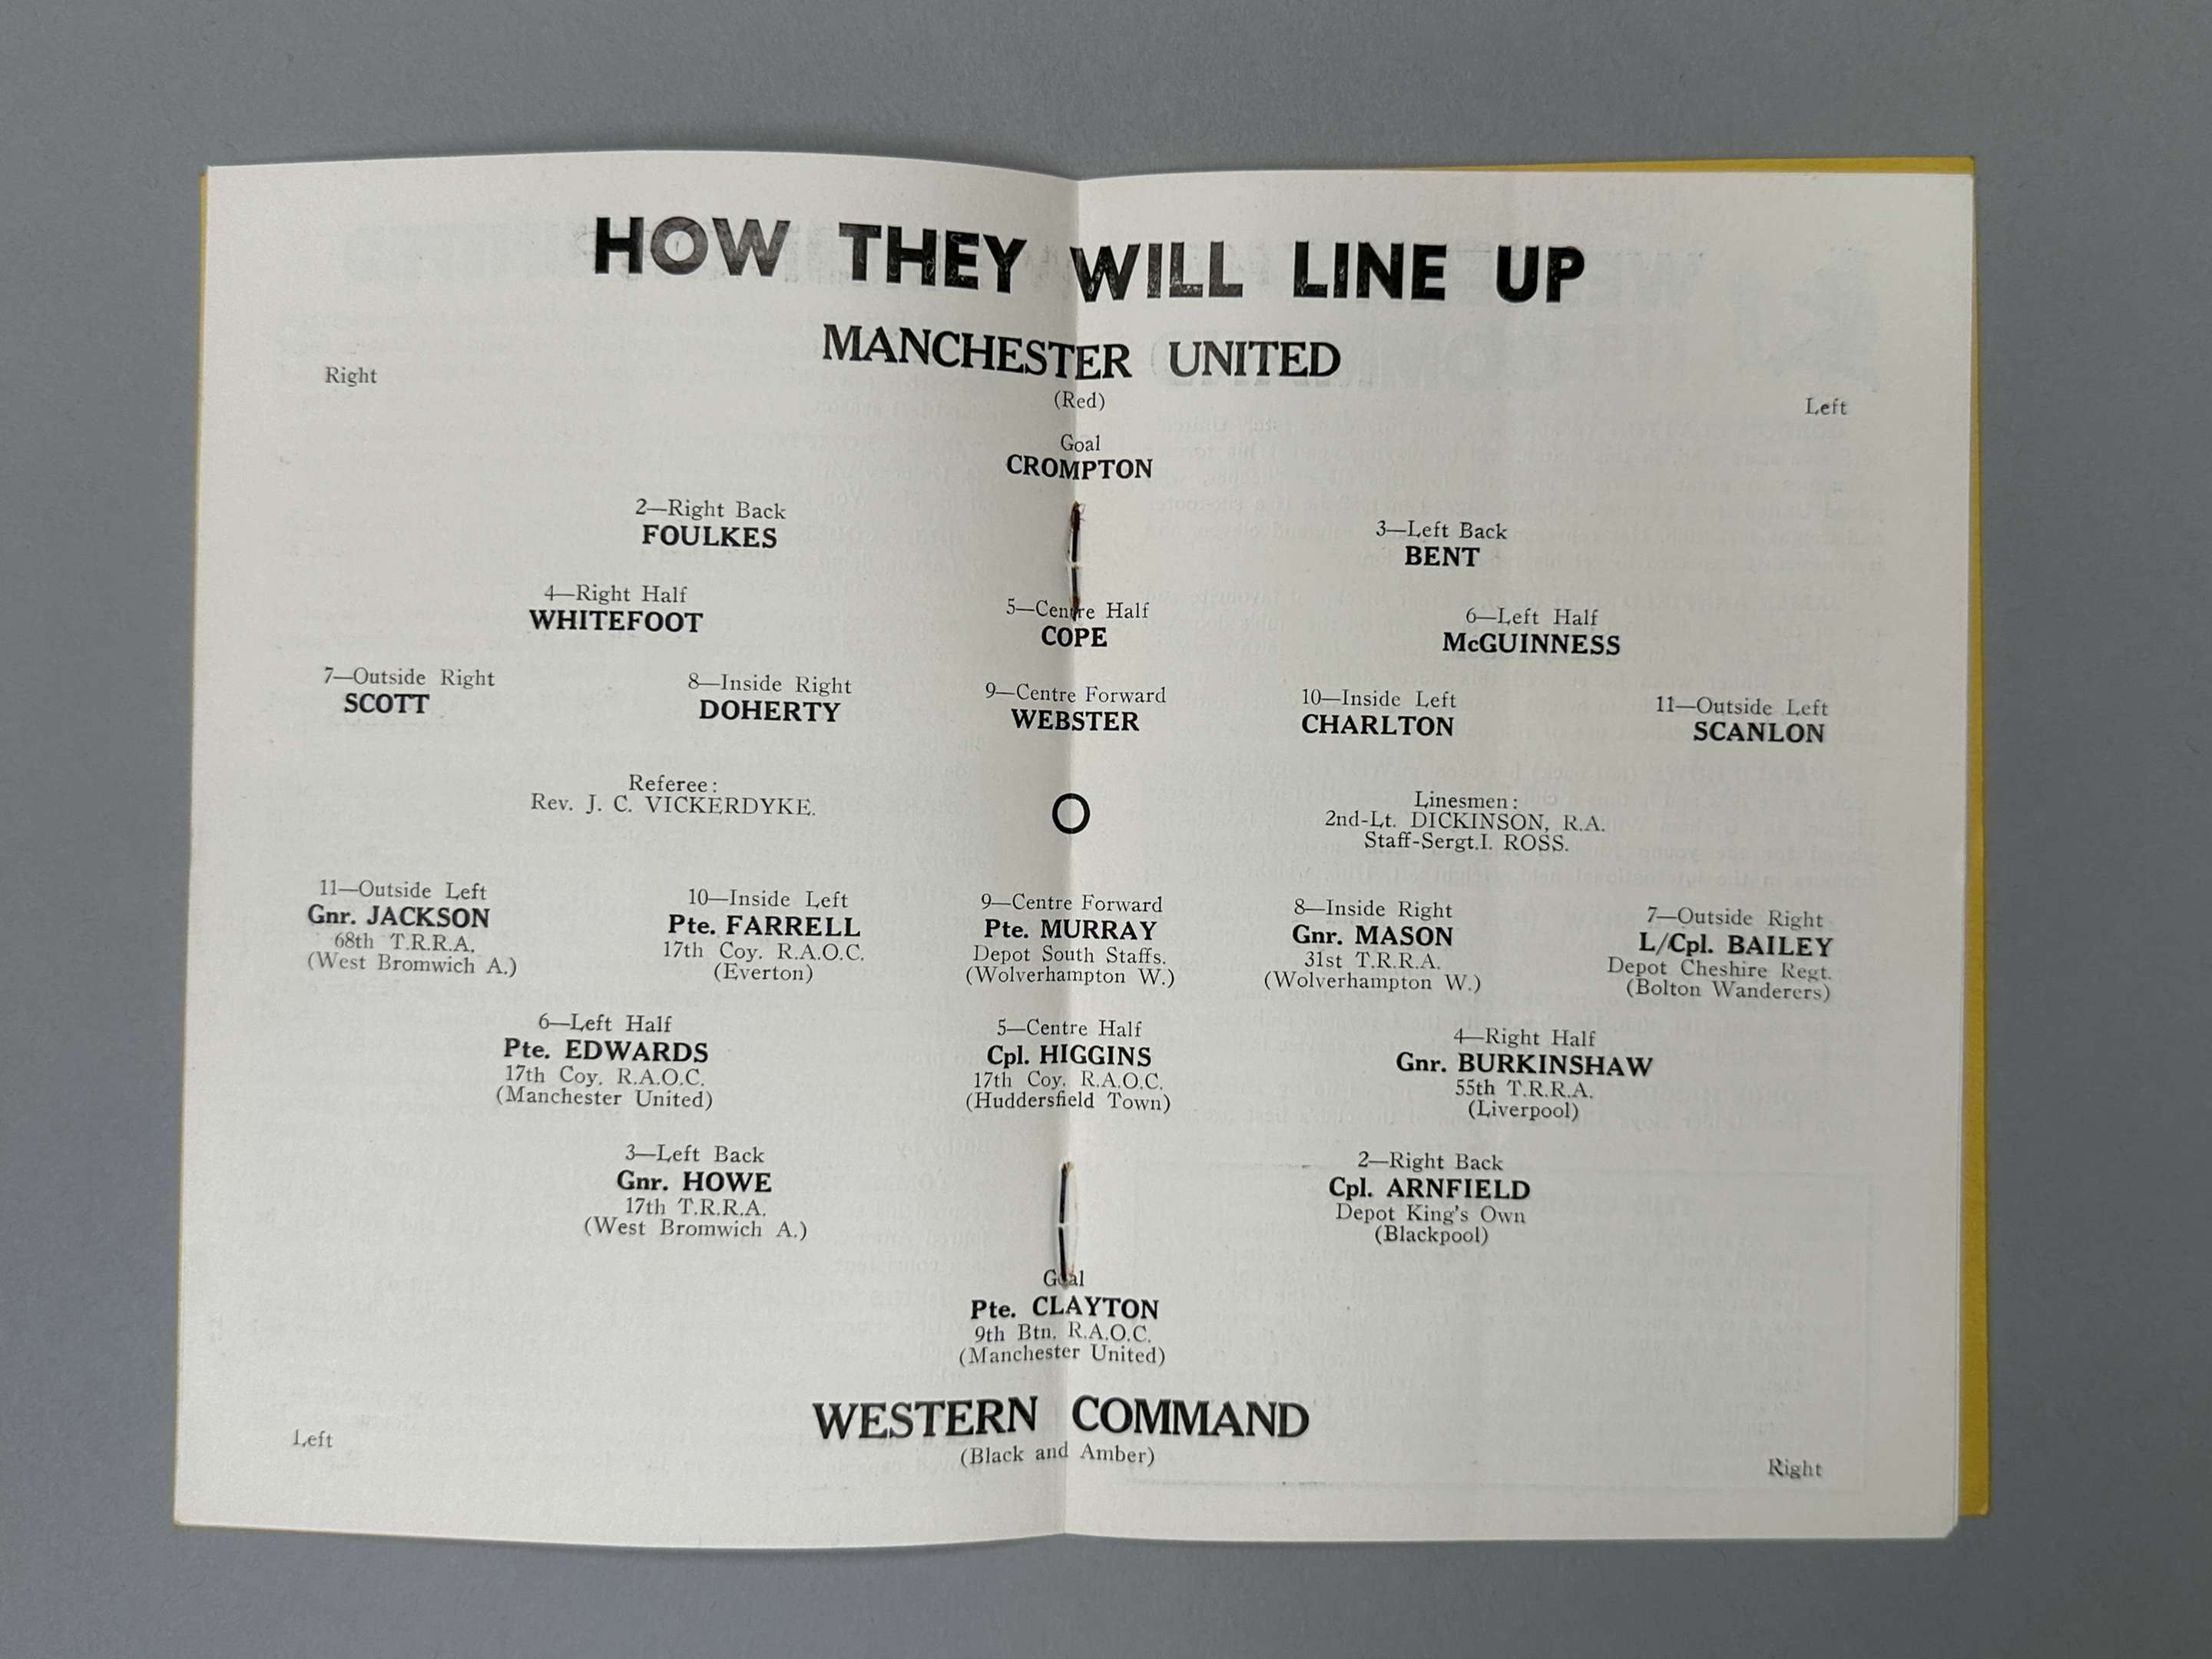 HOW THEY WILL LINE UP
MANCHESTER UNITED
Right
(Red)
Left
Goal
CROMPTON
2—Right Back
FOULKES
3—Left Back
BENT
4—Right Half
WHITEFOOT
5—Centre Half
COPE
6—Left Half
McGUINNESS
7—Outside Right
SCOTT
8—Inside Right
DOHERTY
9—Centre Forward
WEBSTER
10—Inside Left
CHARLTON
11—Outside Left
SCANLON
Referee:
Rev. J. C. VICKERDYKE.
O
Linesmen:
2nd-Lt. DICKINSON, R.A.
Staff-Sergt.I. ROSS.
11—Outside Left
Gnr. JACKSON
68th T.R.R.A.
(West Bromwich A.)
10—Inside Left
Pte. FARRELL
17th Coy. R.A.O.C.
(Everton)
9—Centre Forward
Pte. MURRAY
Depot South Staffs.
(Wolverhampton W.)
8—Inside Right
Gnr. MASON
31st T.R.R.A.
(Wolverhampton W.)
7—Outside Right
L/Cpl. BAILEY
Depot Cheshire Regt.
(Bolton Wanderers)
6—Left Half
Pte. EDWARDS
17th Coy. R.A.O.C.
(Manchester United)
5—Centre Half
Cpl. HIGGINS
17th Coy. R.A.O.C.
(Huddersfield Town)
4—Right Half
Gnr. BURKINSHAW
55th T.R.R.A.
(Liverpool)
3—Left Back
Gnr. HOWE
17th T.R.R.A.
(West Bromwich A.)
2—Right Back
Cpl. ARNFIELD
Depot King's Own
(Blackpool)
Goal
Pte. CLAYTON
9th Btn. R.A.O.C.
(Manchester United)
WESTERN COMMAND
Left
(Black and Amber)
Right